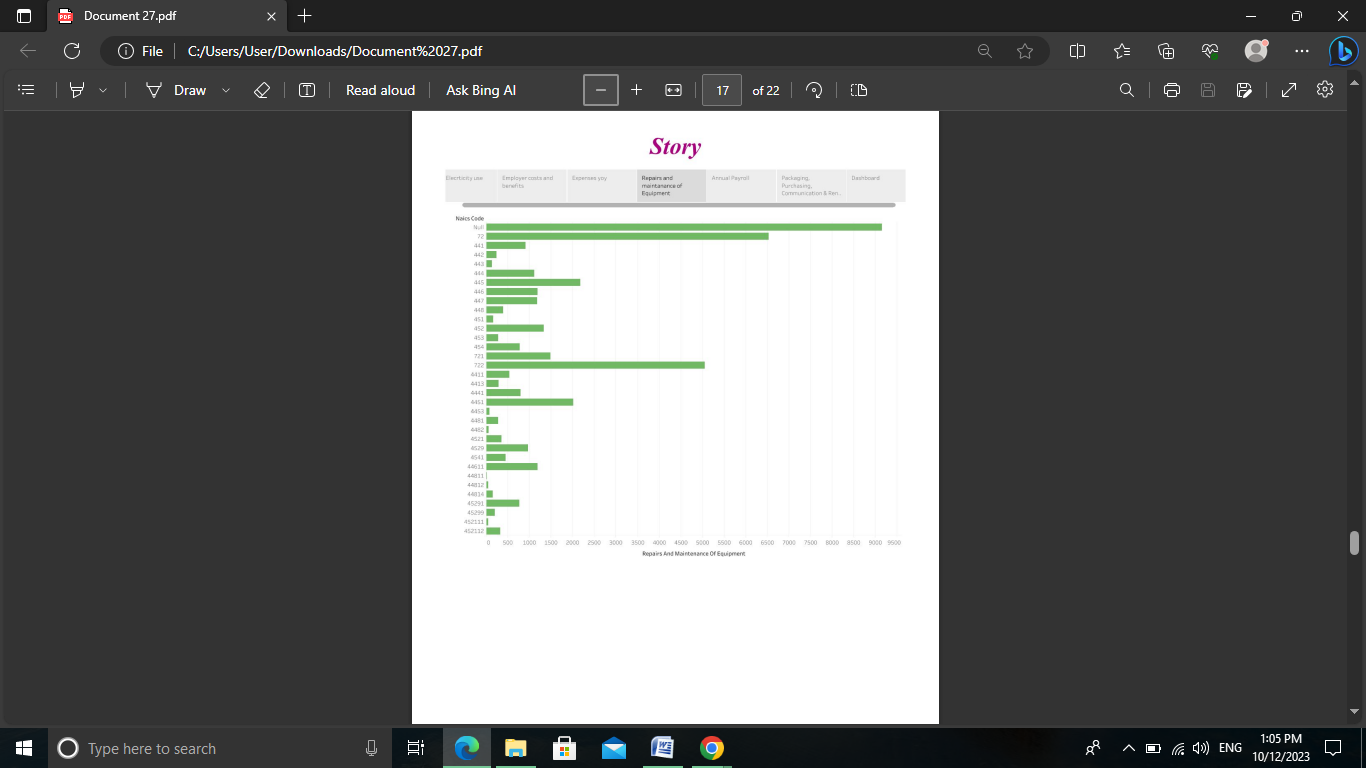 Document 27.pdf
File C:/Users/User/Downloads/Document%2027.pdf
Draw Read aloud Ask Bing AI 17 of 22
Story
Electricity use
Employer costs and
benefits
Expenses yoy
Repairs and
maintenance of
Equipment
Annual Payroll
Packaging,
Purchasing,
Communication & Ren...
Dashboard
Naics Code
Null
72
441
442
443
444
445
446
447
448
451
452
453
454
721
722
4411
4413
4441
4451
4453
4481
4482
4521
4529
4541
44611
44811
44812
44814
45291
45299
452111
452112
0 500 1000 1500 2000 2500 3000 3500 4000 4500 5000 5500 6000 6500 7000 7500 8000 8500 9000 9500
Repairs And Maintenance Of Equipment
Type here to search
ENG
1:05 PM
10/12/2023